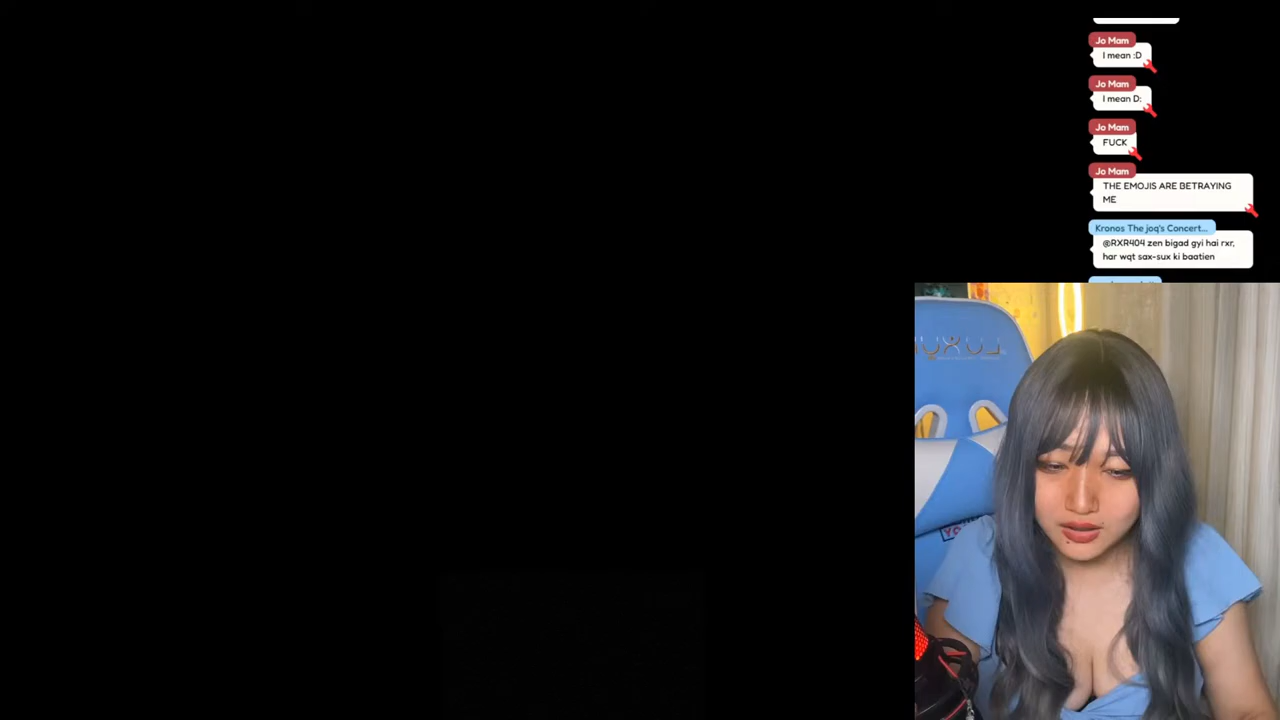 Jo Mam
I mean :D
Jo Mam
I mean D:
Jo Mam
FUCK
Jo Mam
THE EMOJIS ARE BETRAYING
ME
Kronos The joq's Concert...
@RXR404 zen bigad gyi hai rxr,
har wqt sax-sux ki baatien